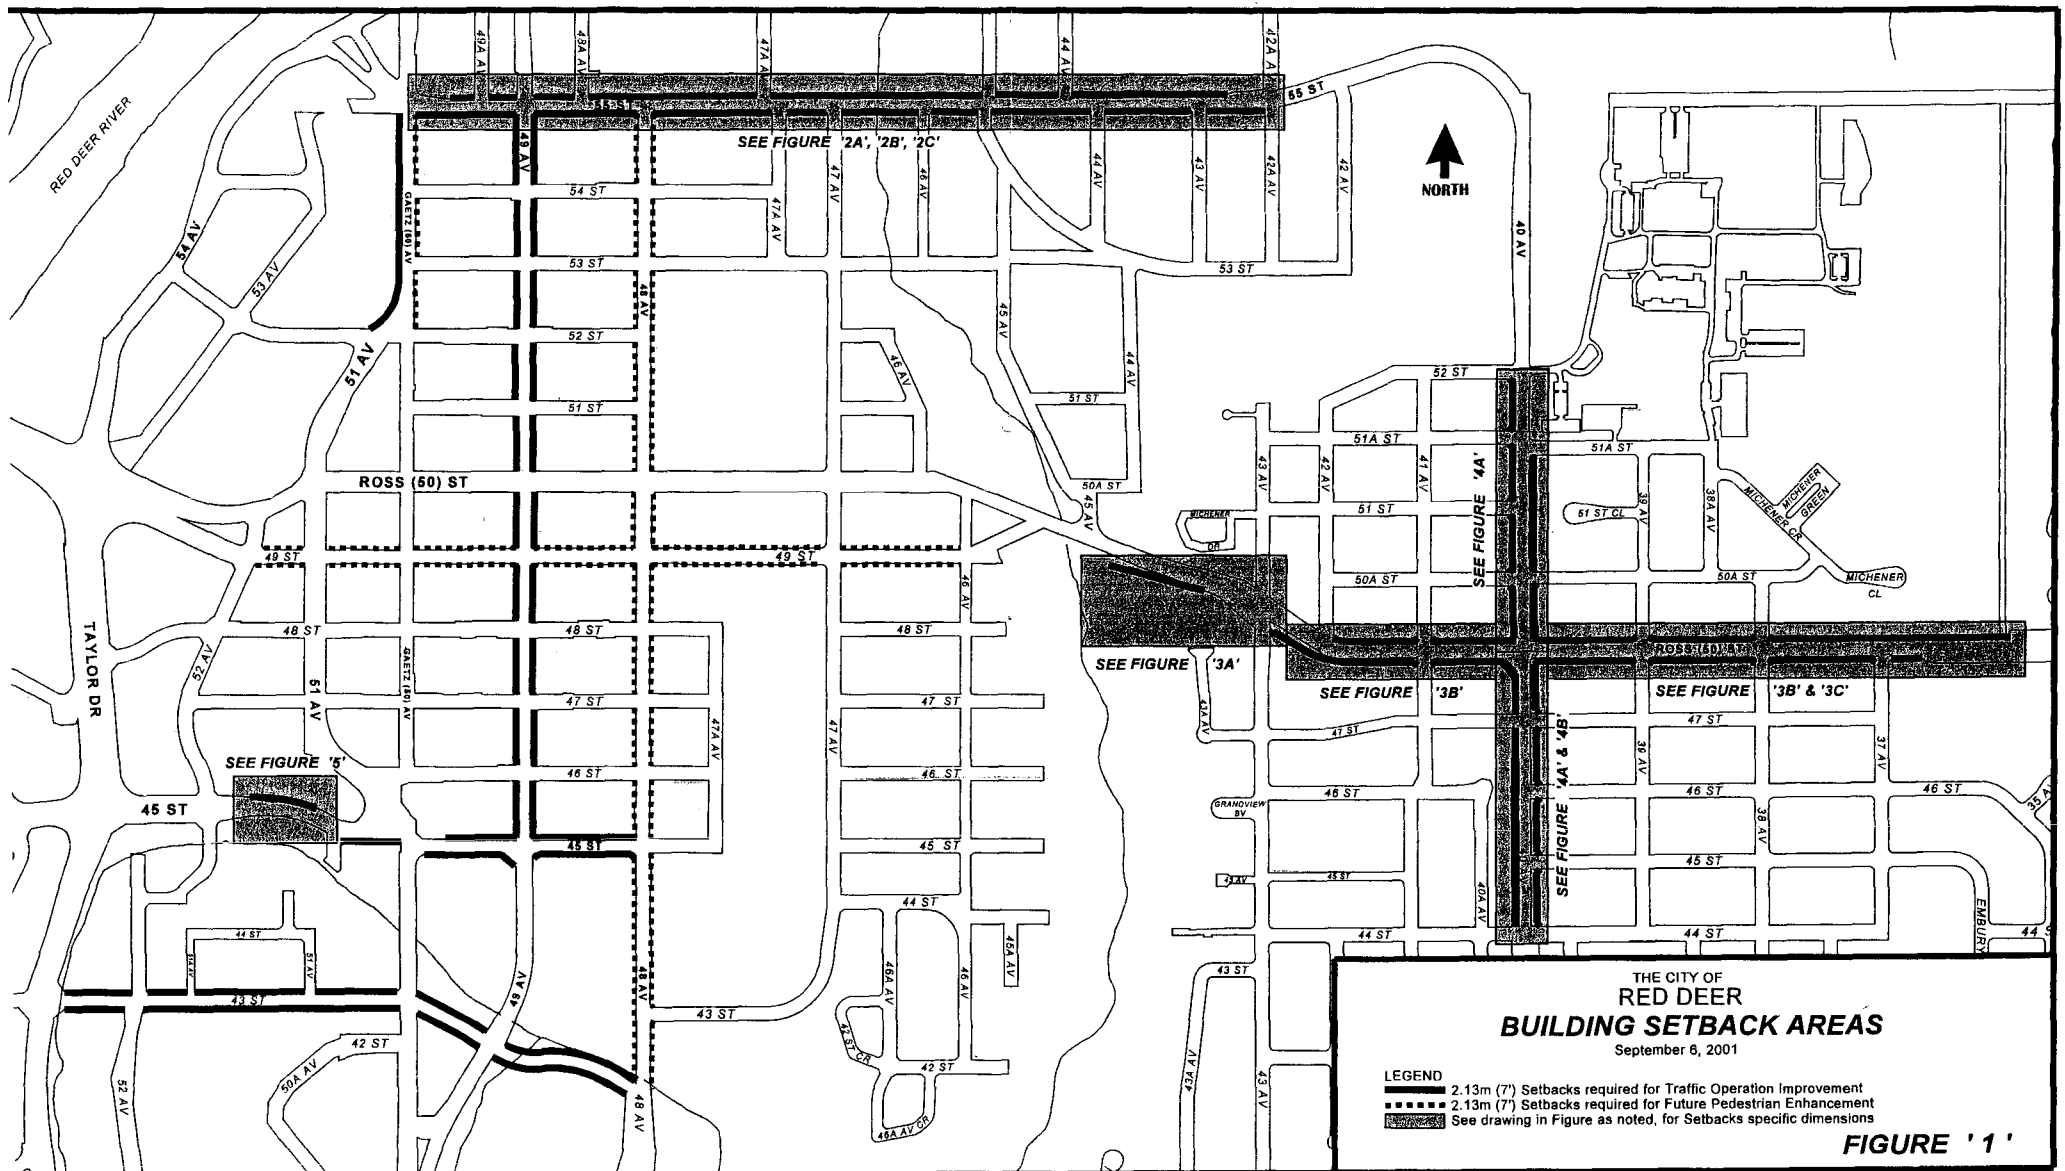 49A AV
48A AV
47A AV
44 AV
42A AV
RED DEER RIVER
55 ST
55 ST
SEE FIGURE '2A', '2B', '2C'
49 AV
NORTH
54 ST
47 AV
46 AV
44 AV
43 AV
42A AV
42 AV
47A AV
GAETZ (50) AV
54 AV
53 AV
53 ST
53 ST
40 AV
48 AV
45 AV
52 ST
51 AV
46 AV
44 AV
52 ST
51 ST
51 ST
51A ST
51A ST
43 AV
42 AV
41 AV
SEE FIGURE '4A'
ROSS (50) ST
50A ST
45 AV
51 ST
51 ST CL
39 AV
38A AV
MICHENER CR
MICHENER GREEN
MICHENER
DR
49 ST
49 ST
46 AV
50A ST
50A ST
MICHENER
CL
TAYLOR DR
48 ST
48 ST
48 ST
52 AV
51 AV
GAETZ (50) AV
SEE FIGURE '3A'
ROSS (50) ST
SEE FIGURE '3B'
SEE FIGURE '3B' & '3C'
47 ST
47 ST
47A AV
47 AV
43A AV
47 ST
47 ST
SEE FIGURE '4A' & '4B'
37 AV
SEE FIGURE '5'
46 ST
46 ST
46 ST
46 ST
46 ST
35 A
45 ST
GRANDVIEW
BV
38 AV
45 ST
45 ST
45 ST
45 ST
40A AV
44 ST
44 ST
44 ST
44 ST
44 S
EMBURY
51 AV
43 ST
49 AV
48 AV
43 ST
46A AV
46 AV
45A AV
43 ST
42 ST
50A AV
52 AV
42 ST CR
42 ST
46A AV CR
48 AV
43A AV
43 AV
THE CITY OF
RED DEER
BUILDING SETBACK AREAS
September 6, 2001
LEGEND
2.13m (7') Setbacks required for Traffic Operation Improvement
2.13m (7') Setbacks required for Future Pedestrian Enhancement
See drawing in Figure as noted, for Setbacks specific dimensions
FIGURE ' 1 '